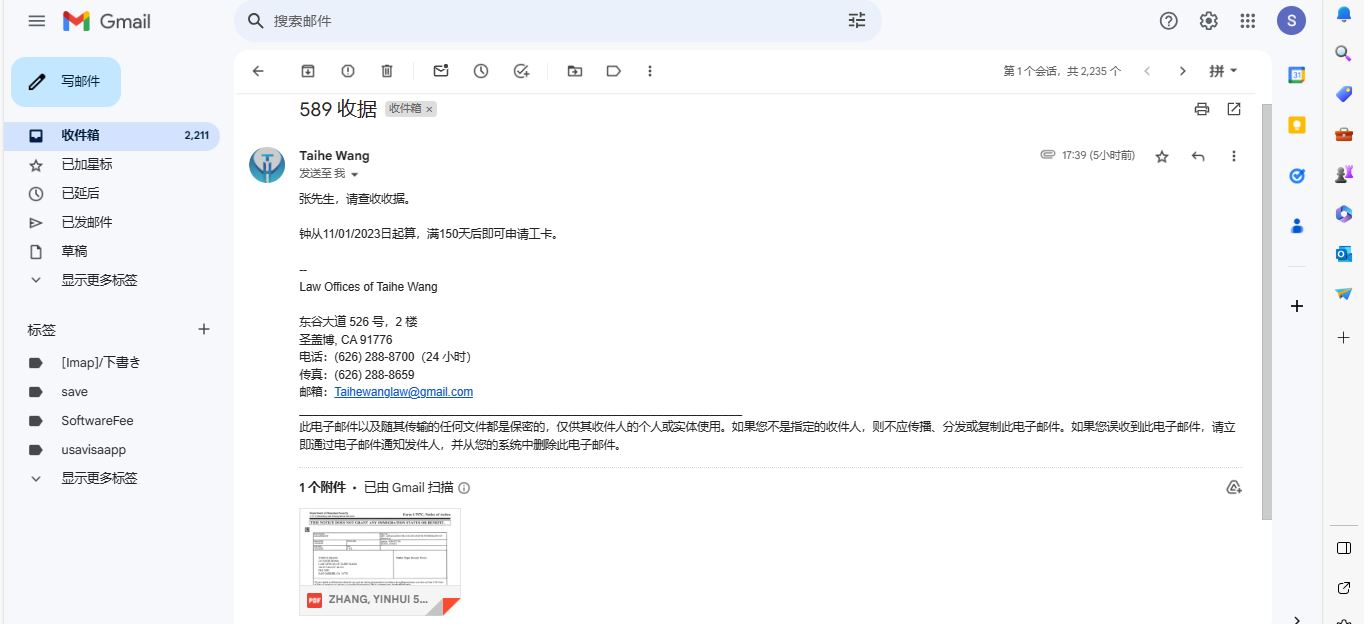 Gmail
搜索邮件
S
写邮件
第1个会话，共 2,235 个
拼
收件箱 2,211
已加星标
已延后
已发邮件
草稿
显示更多标签
标签
[Imap]/下書き
save
SoftwareFee
usavisaapp
显示更多标签
589 收据 收件箱 ×
Taihe Wang
17:39 (5小时前)
发送至 我
张先生，请查收收据。
钟从11/01/2023日起算，满150天后即可申请工卡。
--
Law Offices of Taihe Wang
东谷大道 526 号，2 楼
圣盖博, CA 91776
电话：(626) 288-8700（24 小时）
传真：(626) 288-8659
邮箱：Taihewanglaw@gmail.com
此电子邮件以及随其传输的任何文件都是保密的，仅供其收件人的个人或实体使用。如果您不是指定的收件人，则不应传播、分发或复制此电子邮件。如果您误收到此电子邮件，请立
即通过电子邮件通知发件人，并从您的系统中删除此电子邮件。
1 个附件 • 已由 Gmail 扫描
THIS NOTICE DOES NOT GRANT ANY IMMIGRATION STATUS OR BENEFIT.
PDF ZHANG, YINHUI 5...
31